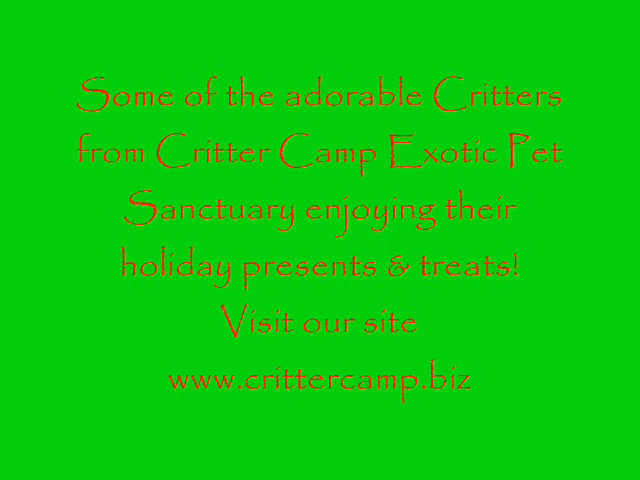 Some of the adorable Critters
from Critter Camp Exotic Pet
Sanctuary enjoying their
holiday presents & treats!
Visit our site
www.crittercamp.biz